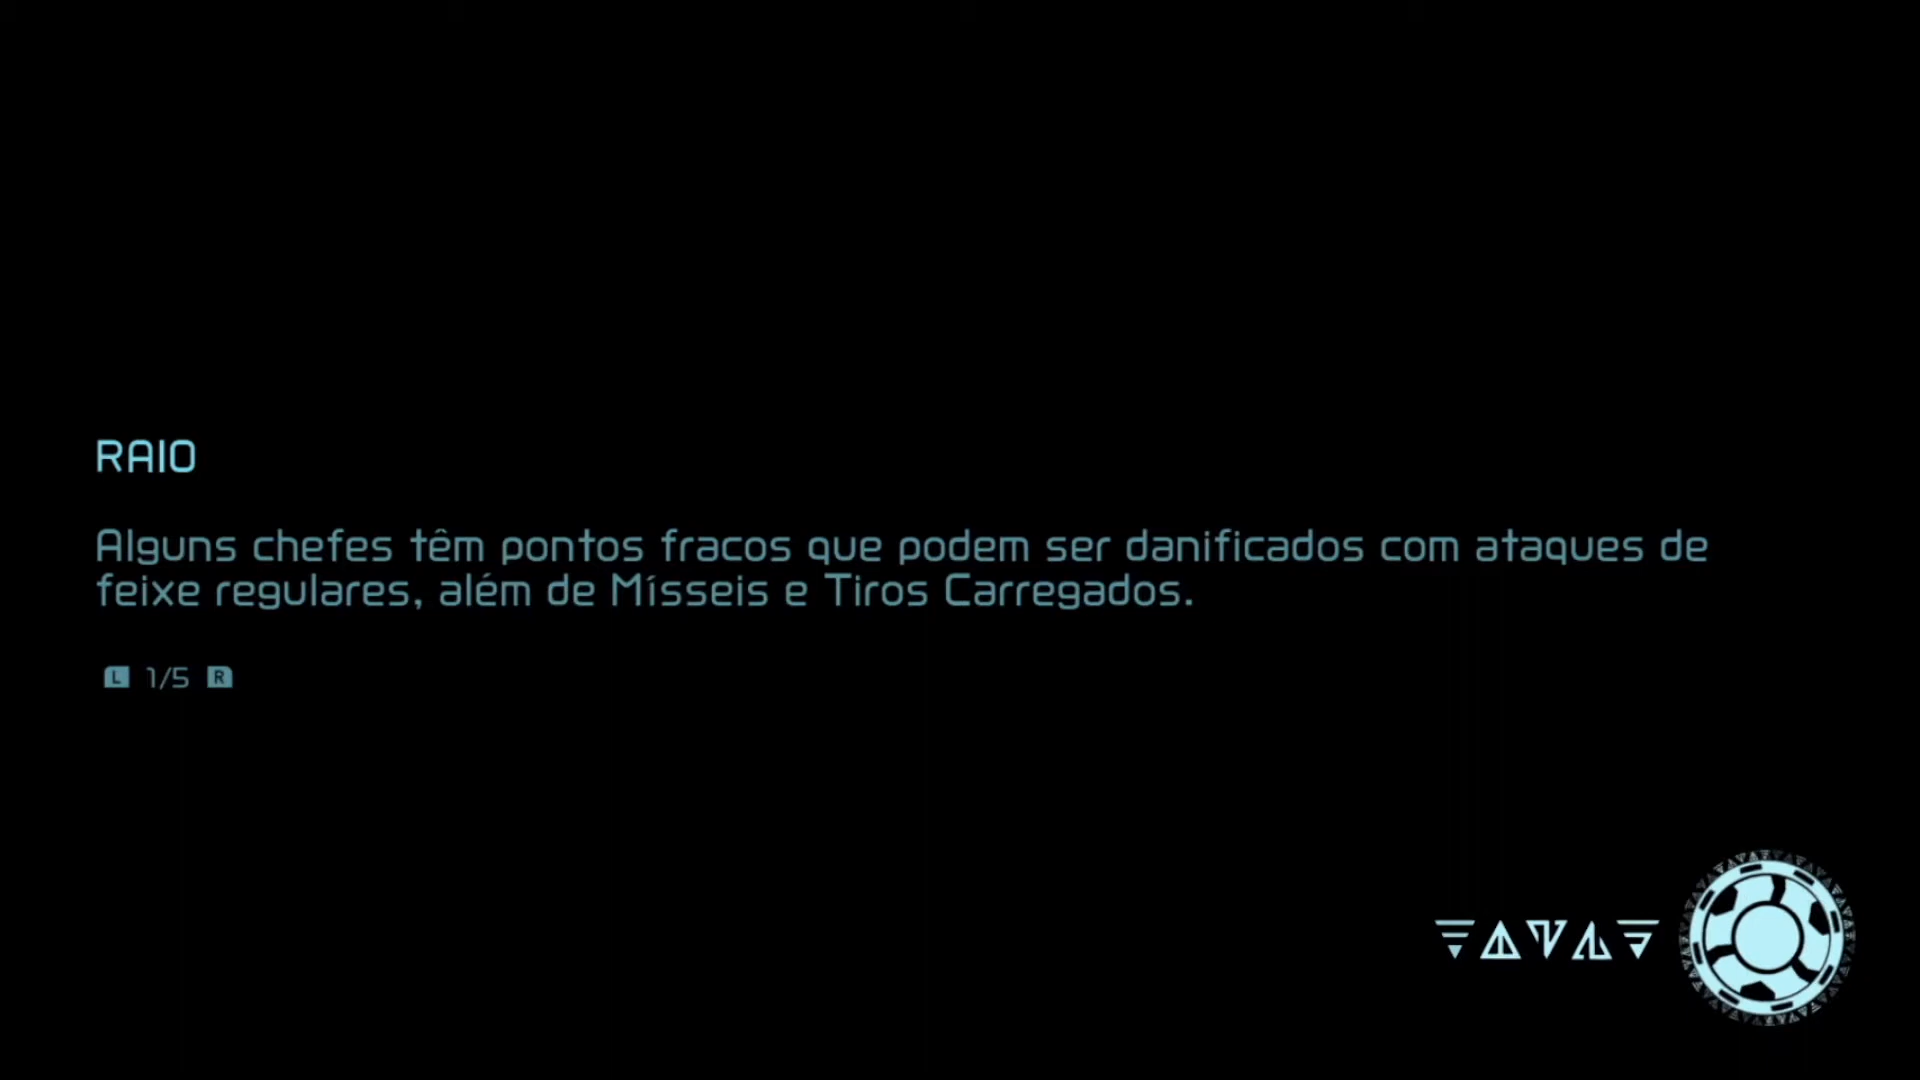 RAIO
Alguns chefes têm pontos fracos que podem ser danificados com ataques de
feixe regulares, além de Mísseis e Tiros Carregados.
L 1/5 R